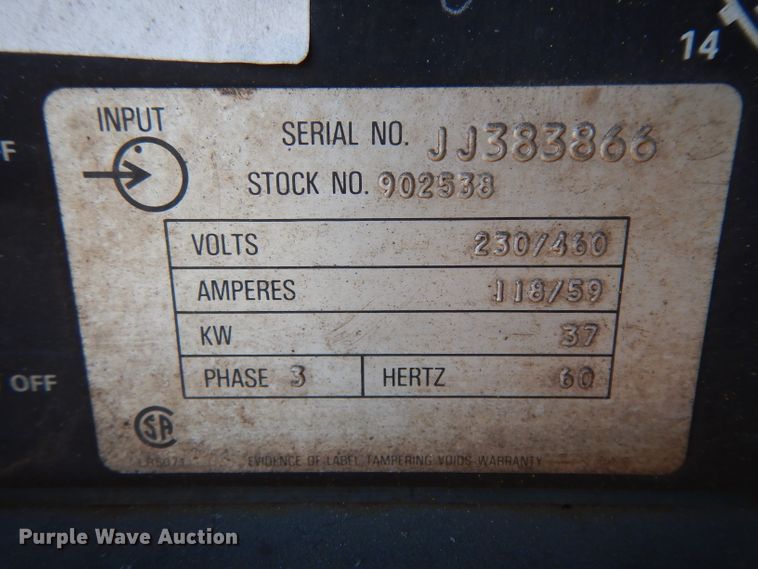 14
INPUT
SERIAL NO. JJ383866
F
STOCK NO. 902538
VOLTS 230/460
AMPERES 118/59
KW 37
PHASE 3 HERTZ 60
OFF
SA
EVIDENCE OF LABEL TAMPERING VOIDS WARRANTY
Purple Wave Auction